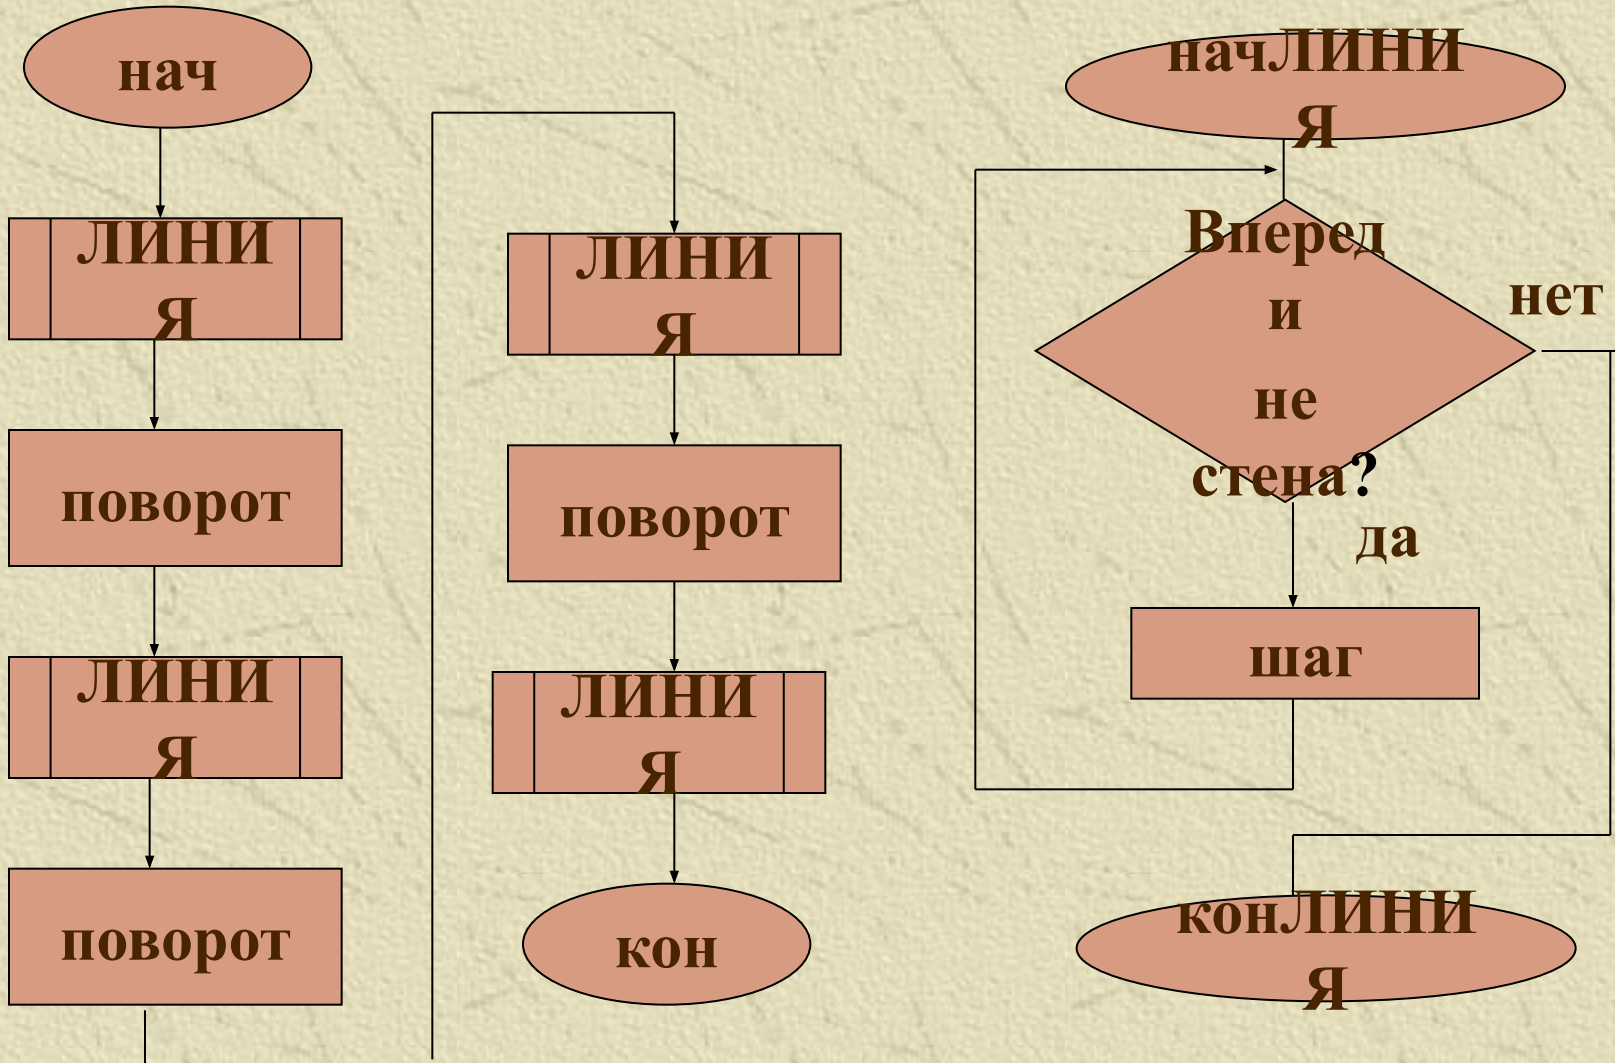 нач
ЛИНИ
Я
поворот
ЛИНИ
Я
поворот
ЛИНИ
Я
поворот
ЛИНИ
Я
кон
начЛИНИ
Я
Вперед
и
не
стена?
нет
да
шаг
конЛИНИ
Я